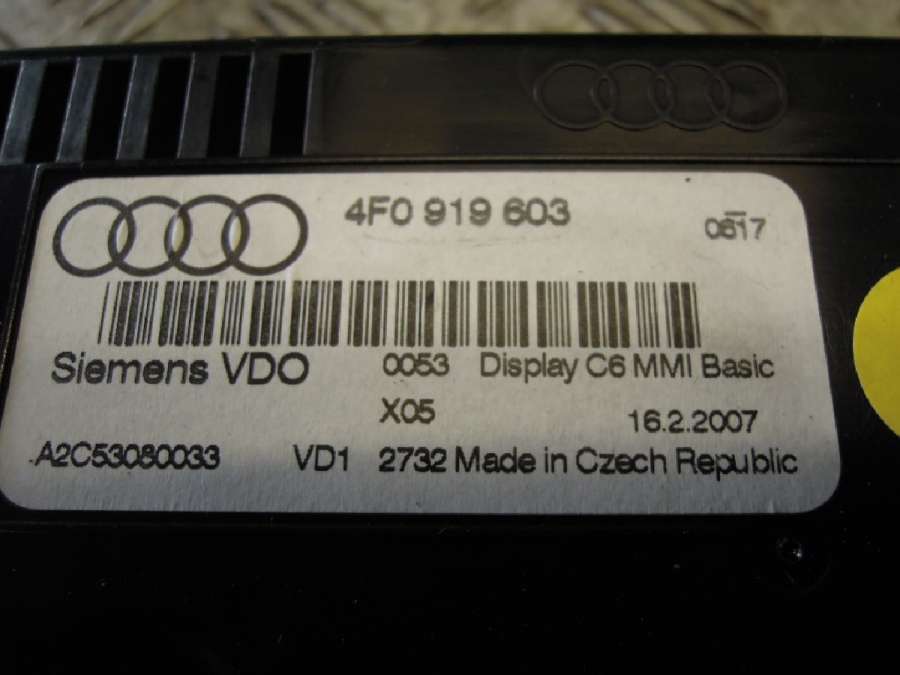 4F0 919 603
0617
Siemens VDO 0053 Display C6 MMI Basic
X05 16.2.2007
A2C53080033 VD1 2732 Made in Czech Republic